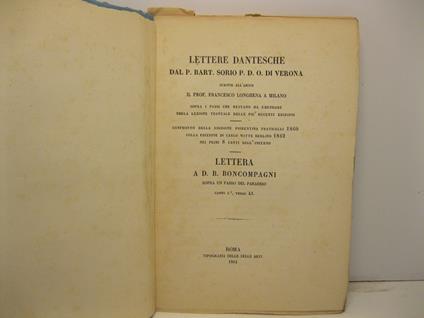 LETTERE DANTESCHE
DAL P. BART. SORIO P. D. O. DI VERONA
SCRITTE ALL'AMICO
IL PROF. FRANCESCO LONGHENA A MILANO
SOPRA I PASSI CHE RESTANO DA EMENDARE
NELLA LEZIONE TESTUALE DELLE PIU' RECENTI EDIZIONI
CONFRONTO DELLA EDIZIONE FIORENTINA FRATICELLI 1860
COLLA EDIZIONE DI CARLO WITTE BERLINO 1862
NEI PRIMI 8 CANTI DELL'INFERNO
LETTERA
A D. B. BONCOMPAGNI
SOPRA UN PASSO DEL PARADISO
CANTO
VERSO
ROMA
TIPOGRAFIA DELLE BELLE ARTI